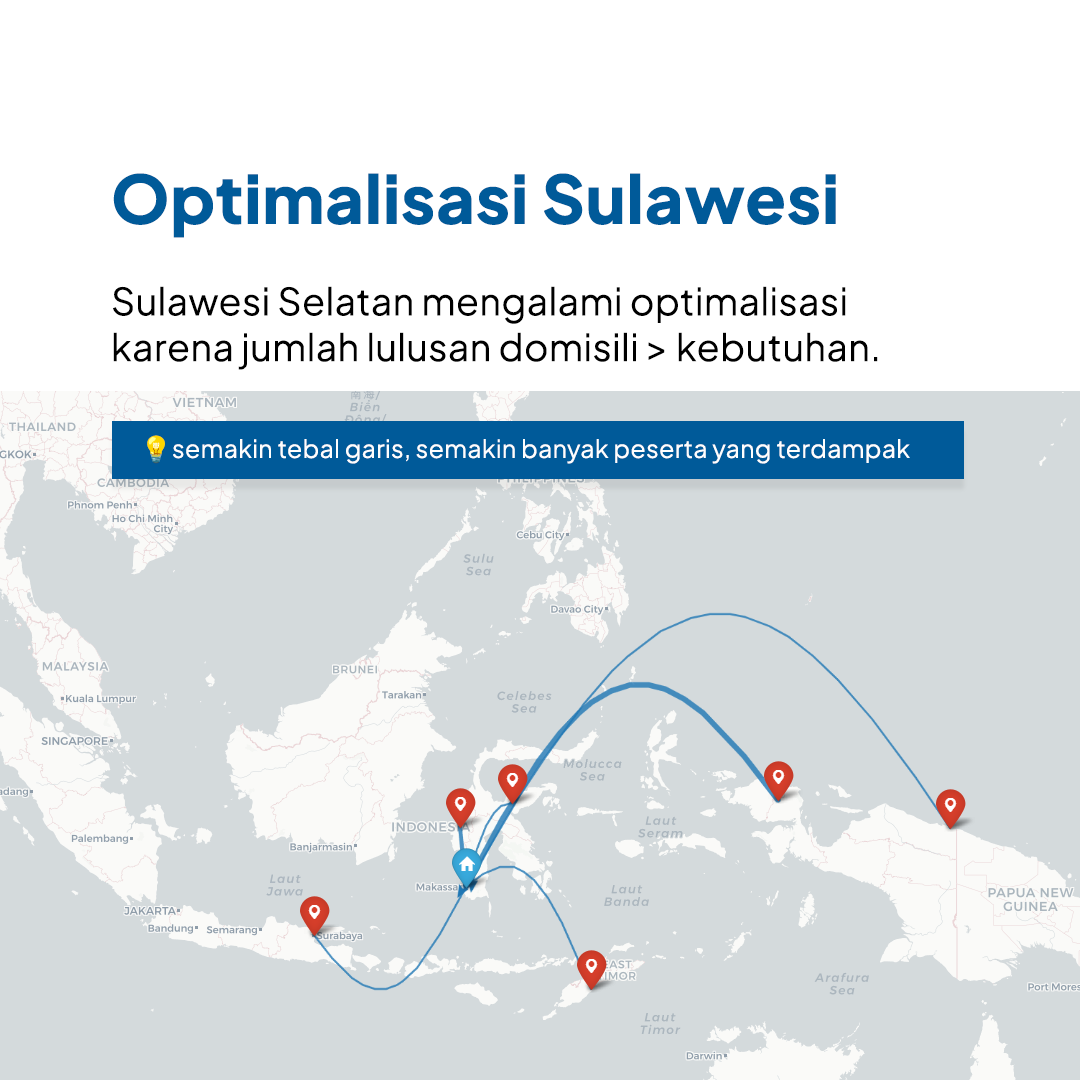 Optimalisasi Sulawesi
Sulawesi Selatan mengalami optimalisasi
karena jumlah lulusan domisili > kebutuhan.
VIETNAM
南海/
Biển
Đông/
THAILAND
💡semakin tebal garis, semakin banyak peserta yang terdampak
GKOK
CAMBODIA
PHILIPPINES
Phnom Penh
Ho Chi Minh
City
Cebu City
Sulu
Sea
Davao City
MALAYSIA
BRUNEI
Kuala Lumpur
Tarakan
Celebes
Sea
SINGAPORE
Molucca
Sea
adang
INDONESIA
Laut
Seram
Palembang
Banjarmasin
Laut
Jawa
Makassa
Laut
Banda
PAPUA NEW
GUINEA
JAKARTA
Bandung
Semarang
Surabaya
EAST
TIMOR
Arafura
Sea
Port Mores
Laut
Timor
Darwin